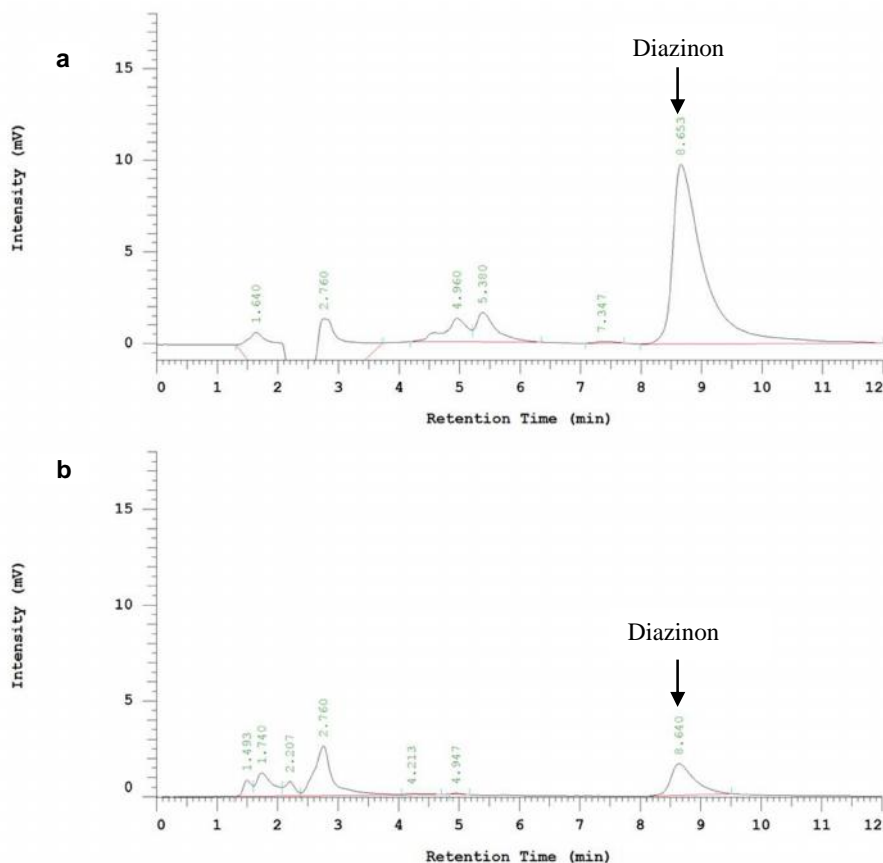 a
Diazinon
Intensity (mV)
15
10
5
0
1.640
2.760
4.960
5.380
7.347
8.653
0 1 2 3 4 5 6 7 8 9 10 11 12
Retention Time (min)
b
Diazinon
Intensity (mV)
15
10
5
0
1.493
1.740
2.207
2.760
4.213
4.947
8.640
0 1 2 3 4 5 6 7 8 9 10 11 12
Retention Time (min)